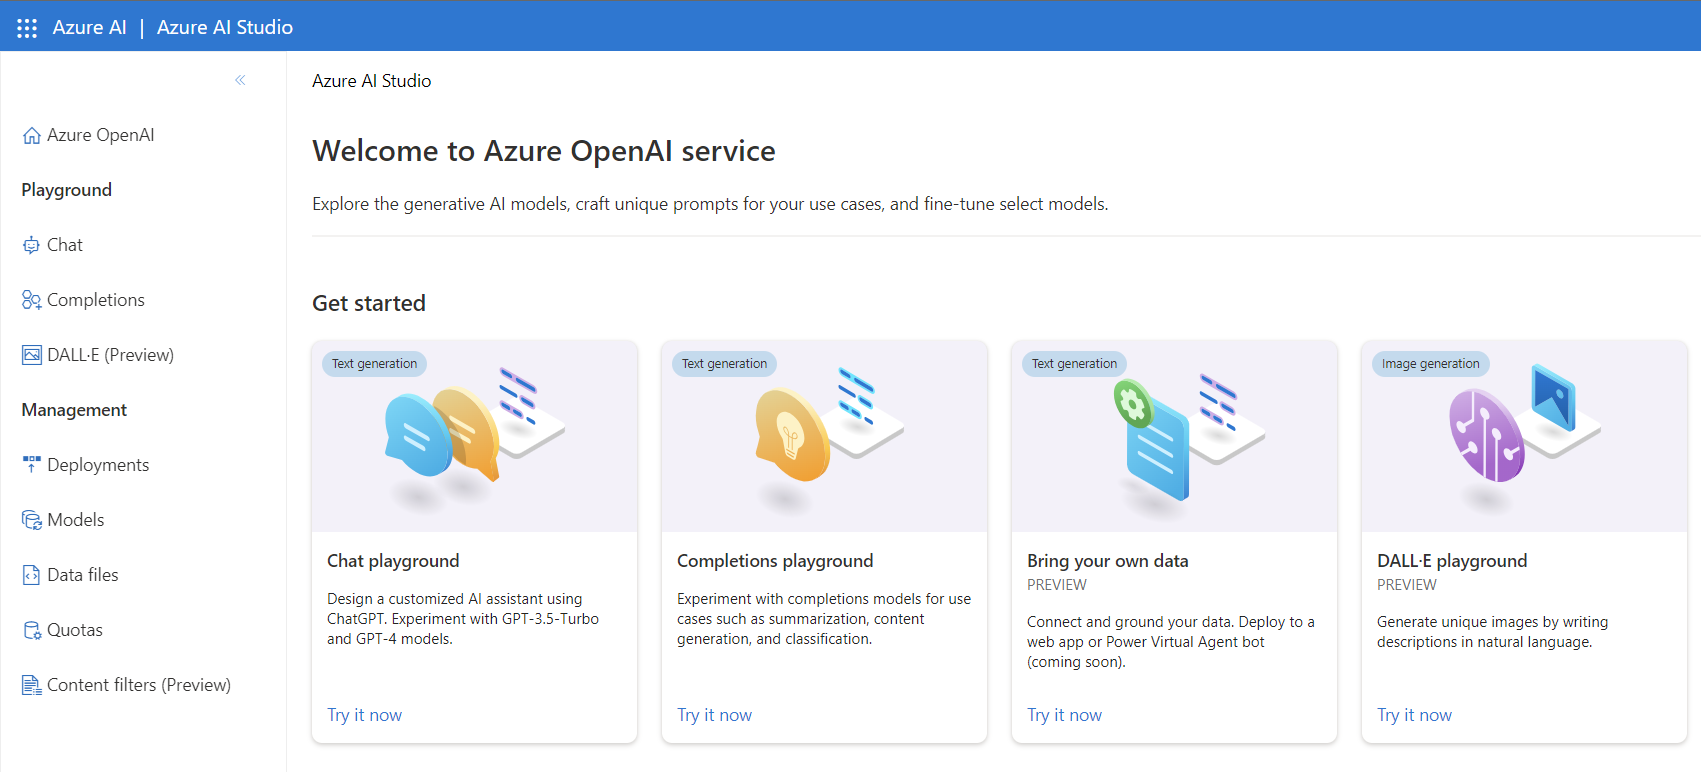 Azure AI | Azure AI Studio
Azure OpenAI
Playground
Chat
Completions
DALL·E (Preview)
Management
Deployments
Models
Data files
Quotas
Content filters (Preview)
Azure AI Studio
Welcome to Azure OpenAI service
Explore the generative AI models, craft unique prompts for your use cases, and fine-tune select models.
Get started
Text generation
Chat playground
Design a customized AI assistant using
ChatGPT. Experiment with GPT-3.5-Turbo
and GPT-4 models.
Try it now
Text generation
Completions playground
Experiment with completions models for use
cases such as summarization, content
generation, and classification.
Try it now
Text generation
Bring your own data
PREVIEW
Connect and ground your data. Deploy to a
web app or Power Virtual Agent bot
(coming soon).
Try it now
Image generation
DALL·E playground
PREVIEW
Generate unique images by writing
descriptions in natural language.
Try it now